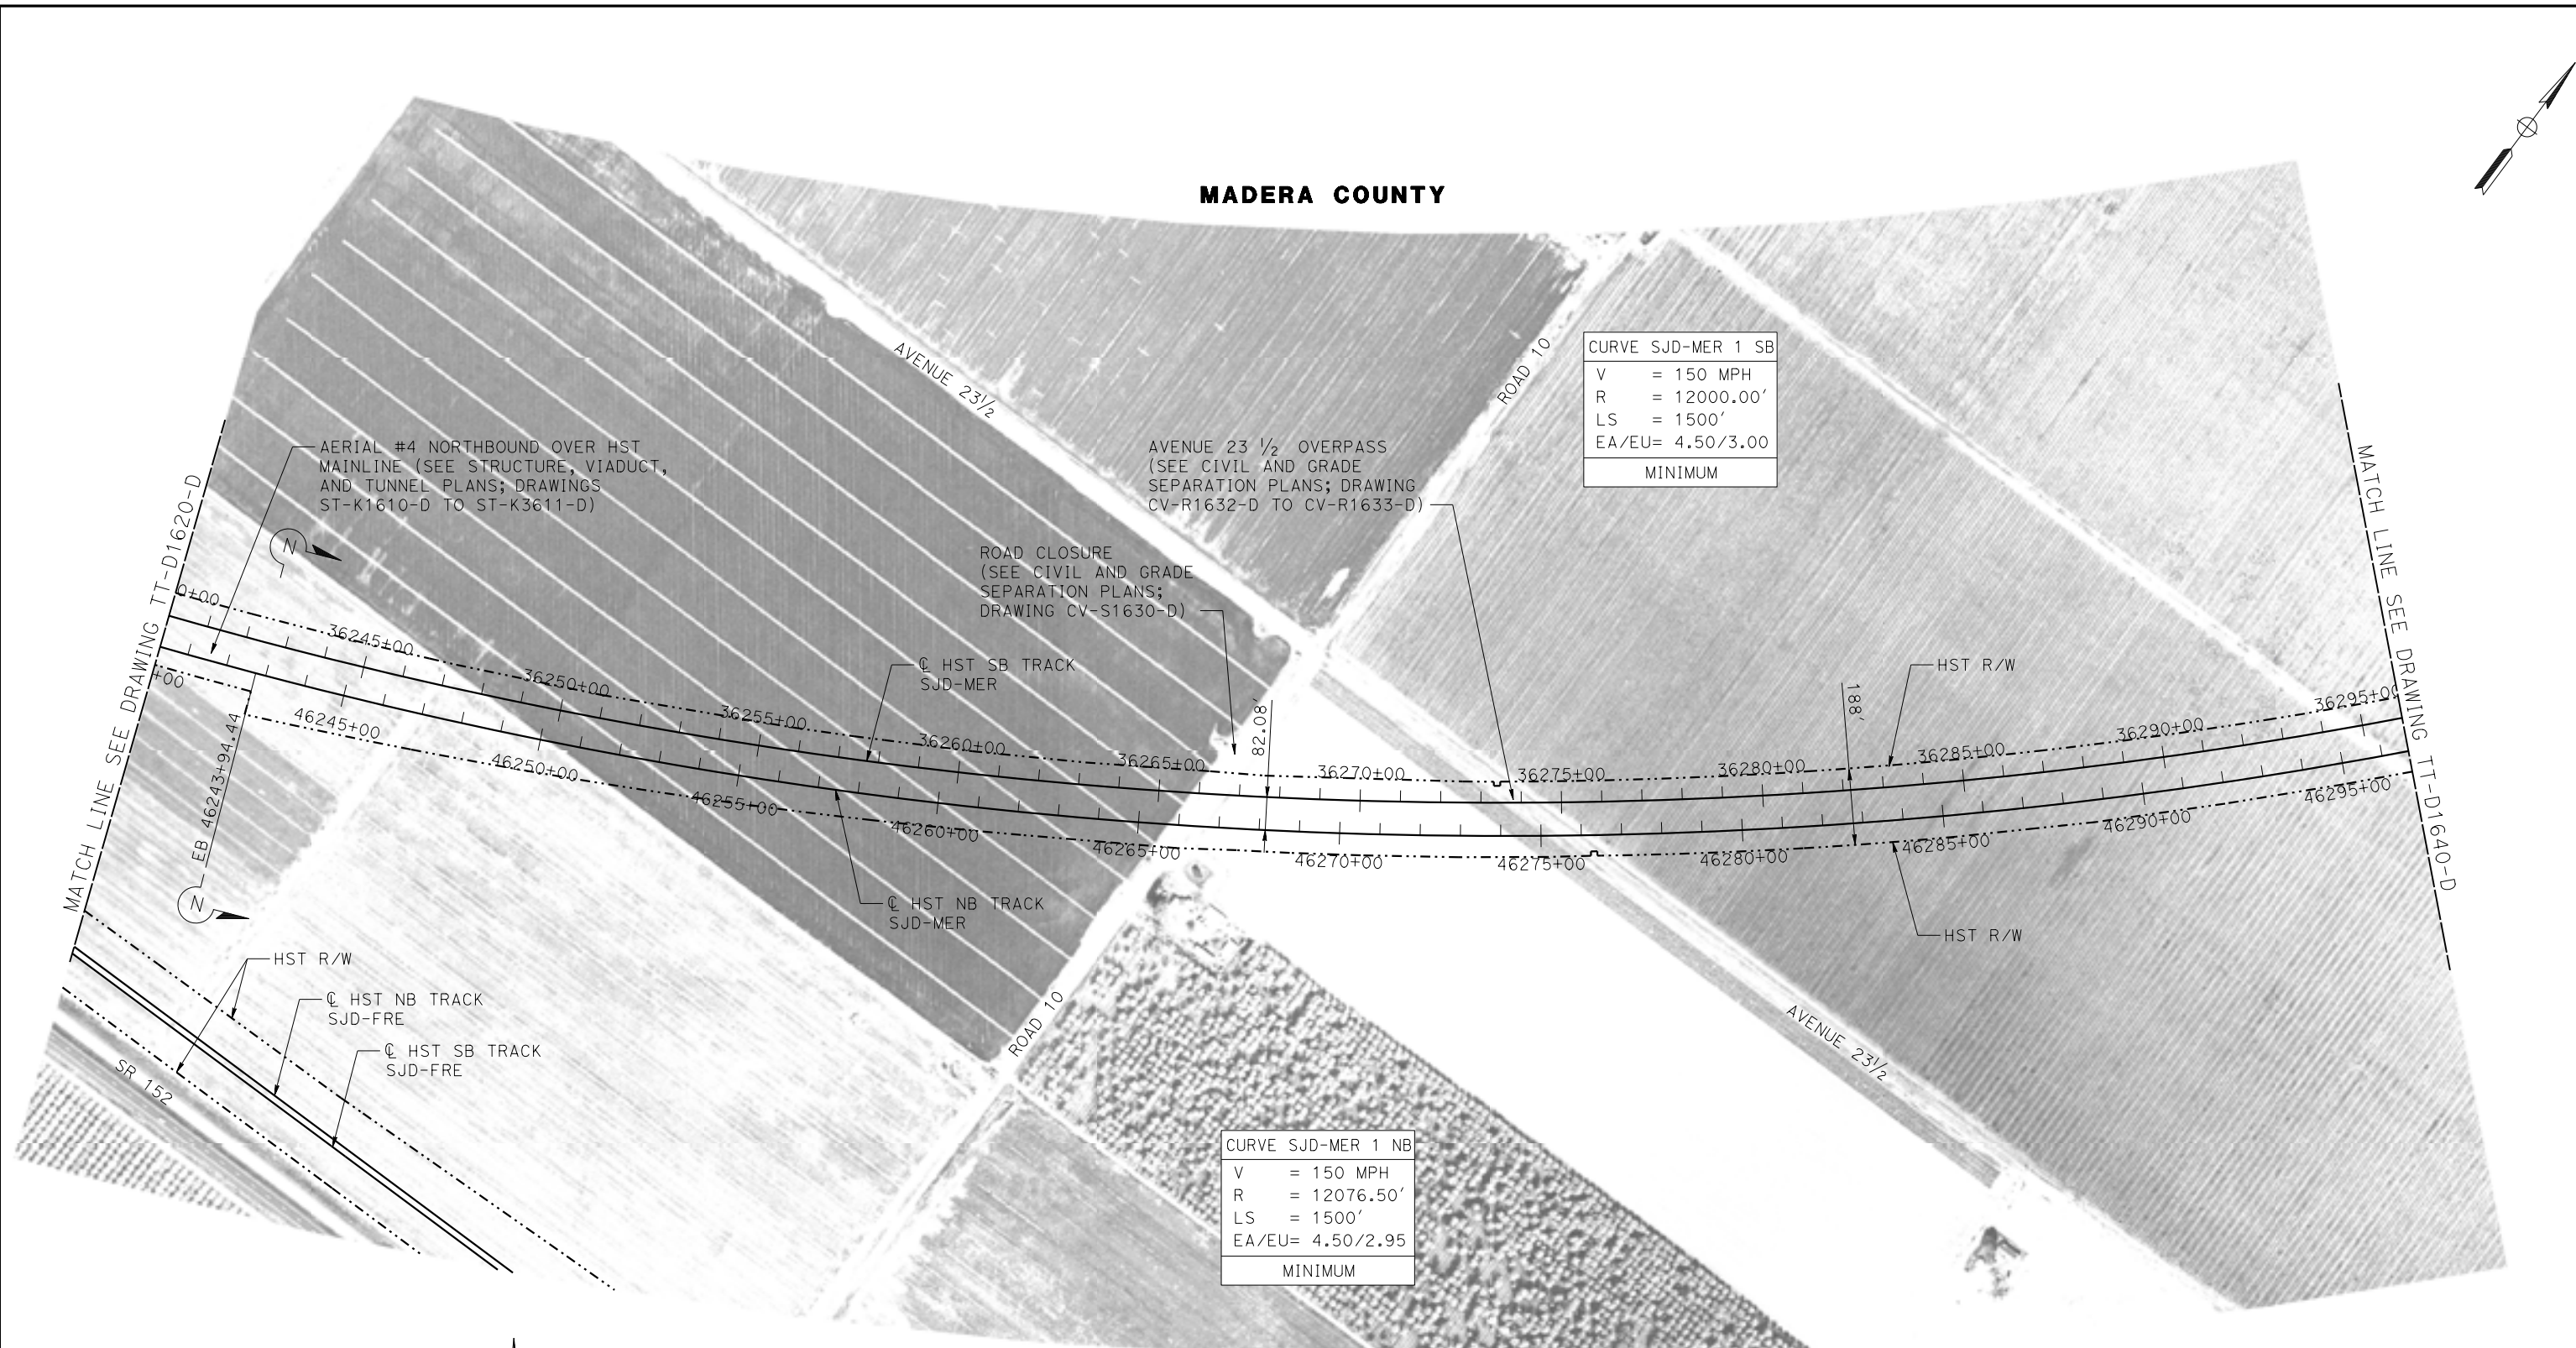 MADERA COUNTY
CURVE SJD-MER 1 SB
V = 150 MPH
R = 12000.00′
LS = 1500′
EA/EU= 4.50/3.00
MINIMUM
AVENUE 23½
ROAD 10
AERIAL #4 NORTHBOUND OVER HST
MAINLINE (SEE STRUCTURE, VIADUCT,
AND TUNNEL PLANS; DRAWINGS
ST-K1610-D TO ST-K3611-D)
AVENUE 23 ½ OVERPASS
(SEE CIVIL AND GRADE
SEPARATION PLANS; DRAWING
CV-R1632-D TO CV-R1633-D)
ROAD CLOSURE
(SEE CIVIL AND GRADE
SEPARATION PLANS;
DRAWING CV-S1630-D)
MATCH LINE SEE DRAWING TT-D1620-D
MATCH LINE SEE DRAWING TT-D1640-D
N
0+00
36245+00
36250+00
36255+00
36260+00
36265+00
36270+00
36275+00
36280+00
36285+00
36290+00
36295+00
℄ HST SB TRACK
SJD-MER
HST R/W
82.08′
188′
+00
46245+00
46250+00
46255+00
46260+00
46265+00
46270+00
46275+00
46280+00
46285+00
46290+00
46295+00
EB 46243+94.44
N
℄ HST NB TRACK
SJD-MER
HST R/W
HST R/W
℄ HST NB TRACK
SJD-FRE
℄ HST SB TRACK
SJD-FRE
SR 152
ROAD 10
AVENUE 23½
CURVE SJD-MER 1 NB
V = 150 MPH
R = 12076.50′
LS = 1500′
EA/EU= 4.50/2.95
MINIMUM